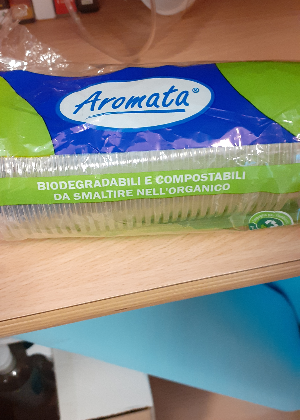 Aromata®
BIODEGRADABILI E COMPOSTABILI
DA SMALTIRE NELL'ORGANICO